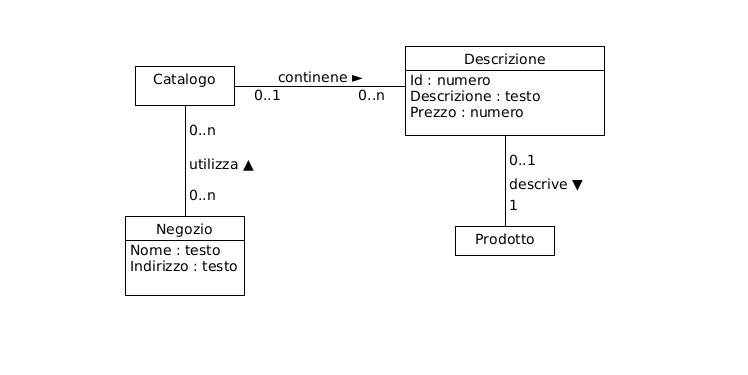 Catalogo
continene ►
0..1
0..n
Descrizione
Id : numero
Descrizione : testo
Prezzo : numero
0..n
utilizza ▲
0..n
0..1
descrive ▼
1
Negozio
Nome : testo
Indirizzo : testo
Prodotto